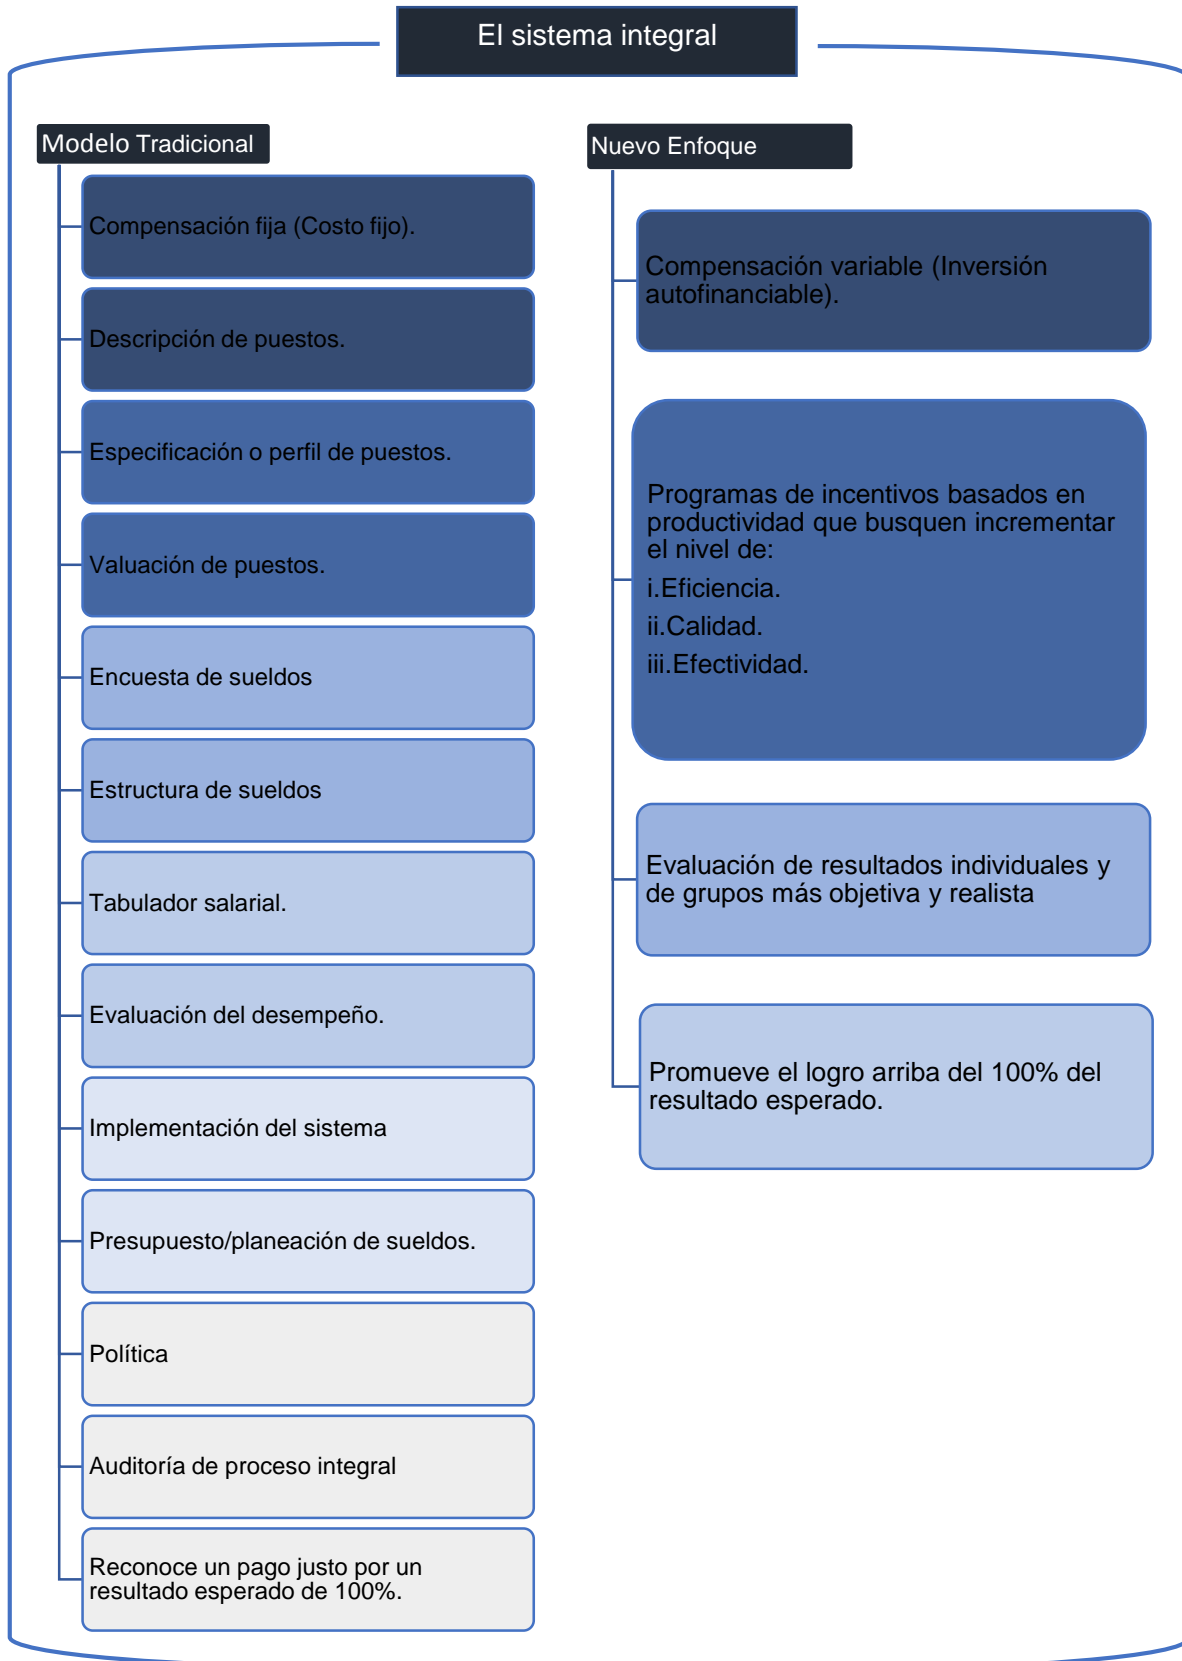 El sistema integral
Modelo Tradicional
Compensación fija (Costo fijo).
Descripción de puestos.
Especificación o perfil de puestos.
Valuación de puestos.
Encuesta de sueldos
Estructura de sueldos
Tabulador salarial.
Evaluación del desempeño.
Implementación del sistema
Presupuesto/planeación de sueldos.
Política
Auditoría de proceso integral
Reconoce un pago justo por un
resultado esperado de 100%.
Nuevo Enfoque
Compensación variable (Inversión
autofinanciable).
Programas de incentivos basados en
productividad que busquen incrementar
el nivel de:
i.Eficiencia.
ii.Calidad.
iii.Efectividad.
Evaluación de resultados individuales y
de grupos más objetiva y realista
Promueve el logro arriba del 100% del
resultado esperado.